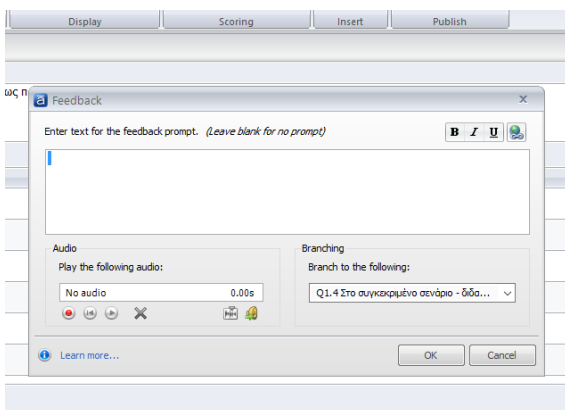 Display Scoring Insert Publish
ως π
Feedback
Enter text for the feedback prompt. (Leave blank for no prompt)
B I U
Audio
Play the following audio:
No audio 0.00s
Branching
Branch to the following:
Q1.4 Στο συγκεκριμένο σενάριο - διδα...
Learn more...
OK Cancel